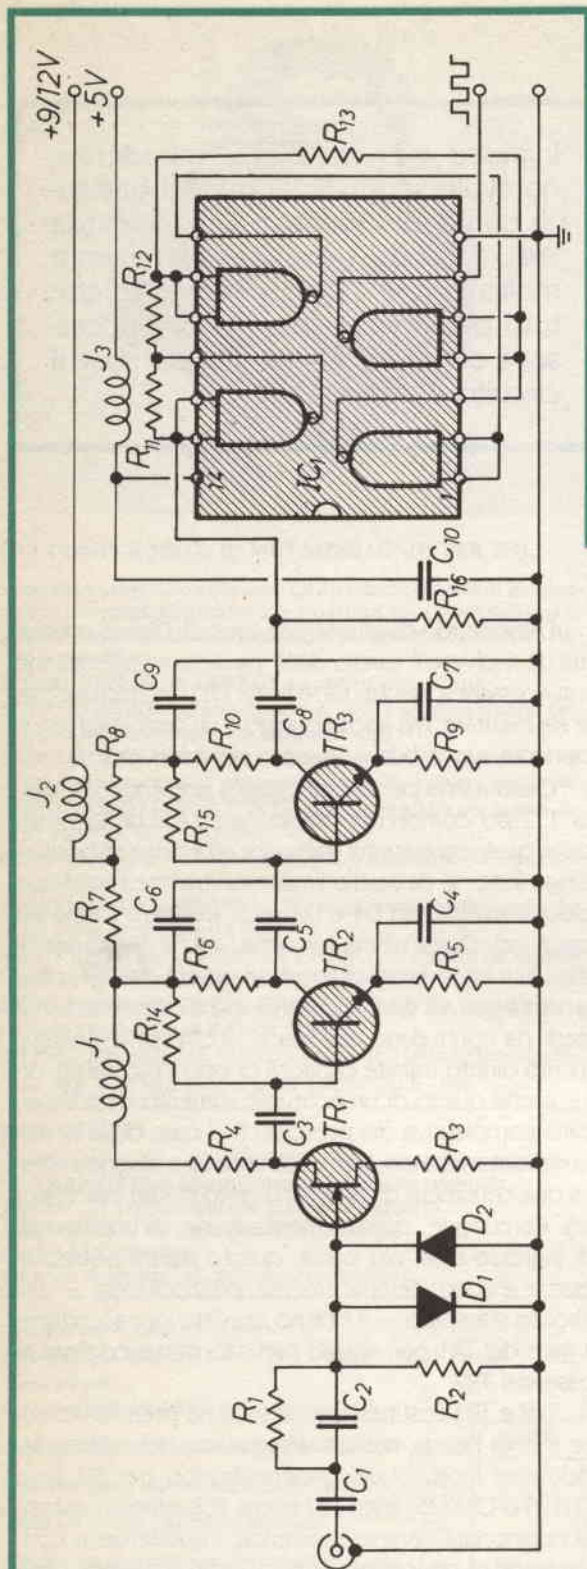 +9/12V
+5V
J1
R7
J2
R8
J3
R4
R14
R6
C6
R15
R10
C9
R11
R12
R13
14
IC1
1
C3
C5
C8
TR1
TR2
TR3
R1
C1
C2
R2
D1
D2
R3
R5
C4
R9
C7
R16
C10